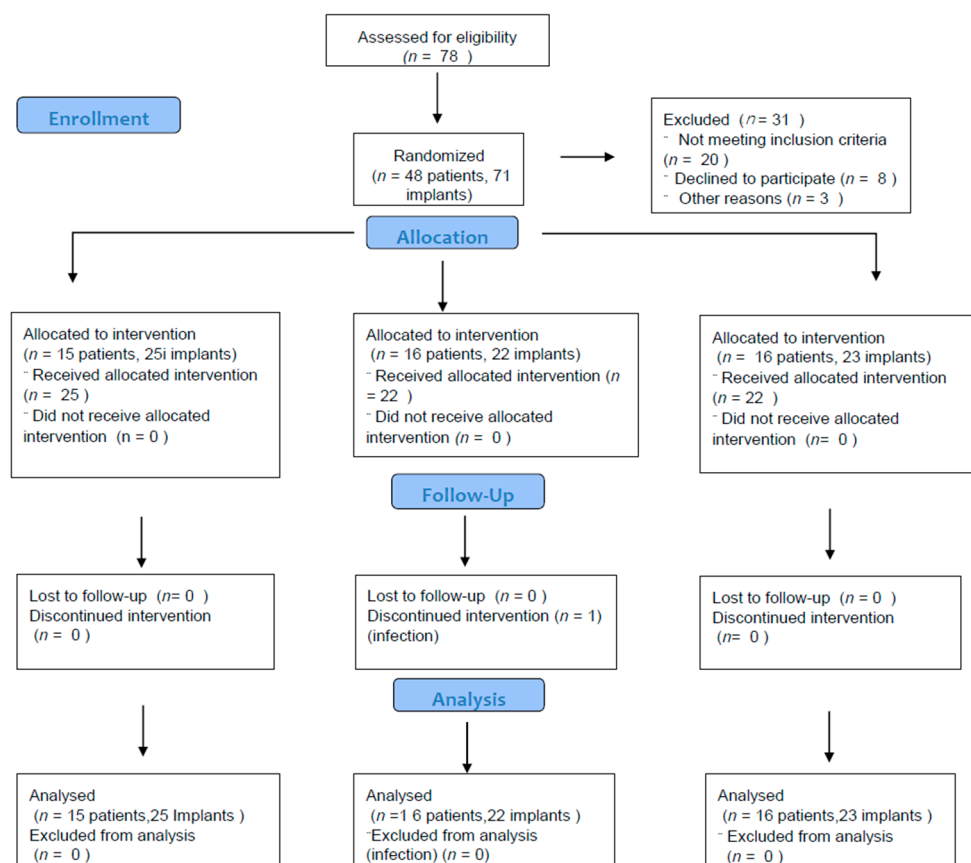 Assessed for eligibility
(n = 78 )
Enrollment
Randomized
(n = 48 patients, 71
implants)
Excluded (n = 31 )
¨ Not meeting inclusion criteria
(n = 20 )
¨ Declined to participate (n = 8 )
¨ Other reasons (n = 3 )
Allocation
Allocated to intervention
(n = 15 patients, 25i implants)
¨ Received allocated intervention
(n = 25 )
¨ Did not receive allocated
intervention (n = 0 )
Allocated to intervention
(n = 16 patients, 22 implants)
¨ Received allocated intervention (n
= 22 )
¨ Did not receive allocated
intervention (n = 0 )
Allocated to intervention
(n = 16 patients, 23 implants)
¨ Received allocated intervention
(n = 22 )
¨ Did not receive allocated
intervention (n= 0 )
Follow-Up
Lost to follow-up (n= 0 )
Discontinued intervention
(n = 0 )
Lost to follow-up (n = 0 )
Discontinued intervention (n = 1)
(infection)
Lost to follow-up (n = 0 )
Discontinued intervention
(n= 0 )
Analysis
Analysed
(n = 15 patients,25 Implants )
Excluded from analysis
(n = 0 )
Analysed
(n =1 6 patients,22 implants )
¨Excluded from analysis
(infection) (n = 0)
Analysed
(n = 16 patients,23 implants )
¨ Excluded from analysis
(n = 0 )